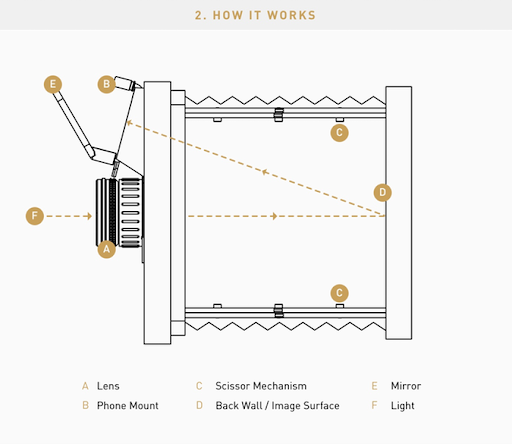 2. HOW IT WORKS
E
B
C
D
F
A
C
A Lens
B Phone Mount
C Scissor Mechanism
D Back Wall / Image Surface
E Mirror
F Light